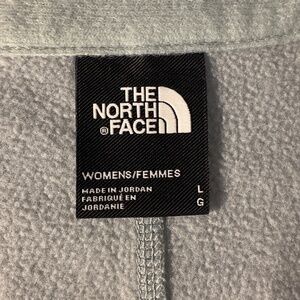 THE
NORTH
® FACE
WOMENS/FEMMES
MADE IN JORDAN L
FABRIQUÉ EN G
JORDANIE